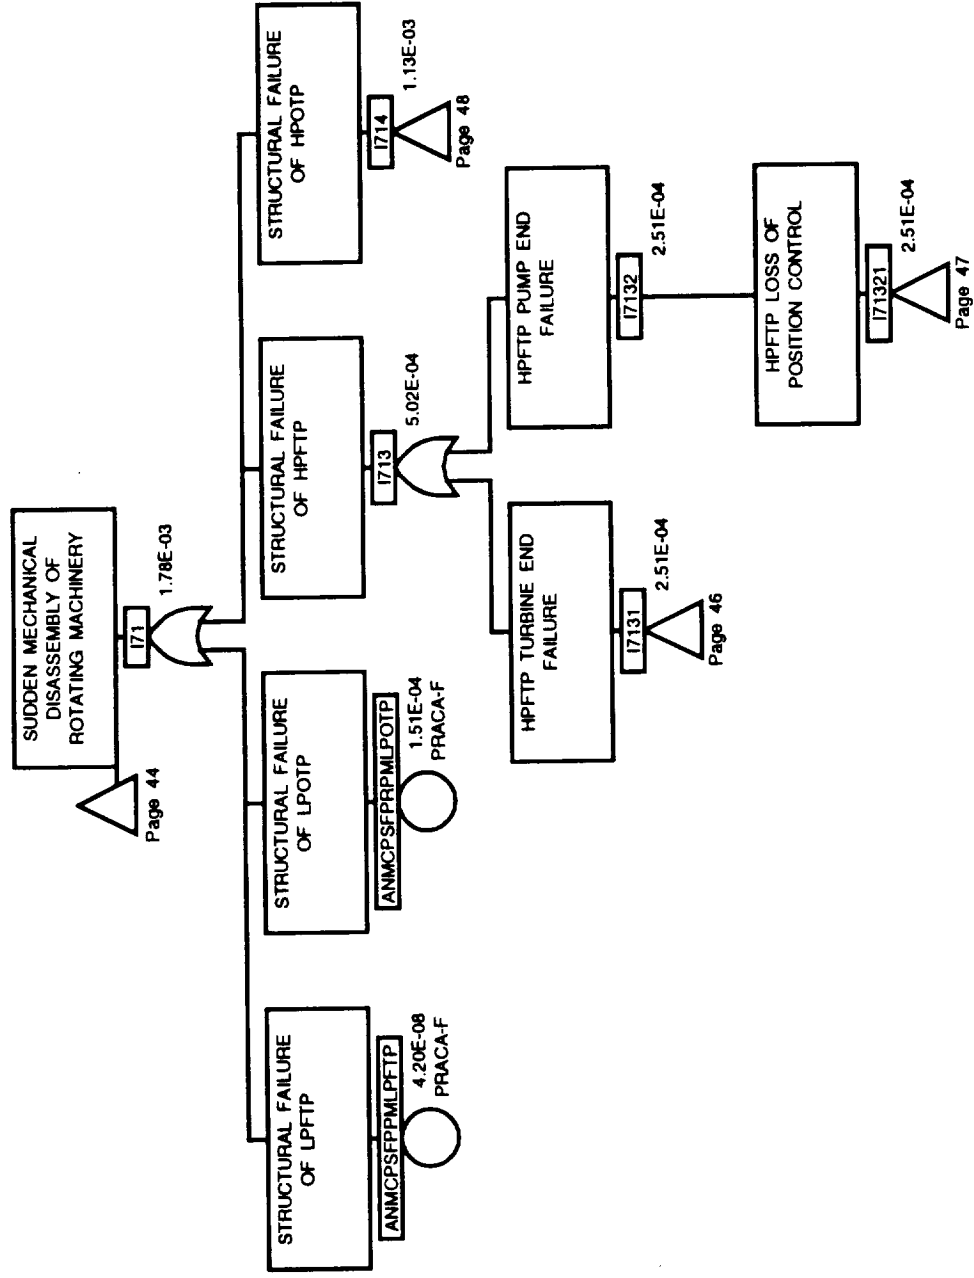 SUDDEN MECHANICAL
DISASSEMBLY OF
ROTATING MACHINERY
Page 44
I71
1.78E-03
STRUCTURAL FAILURE
OF LPFTP
ANMCPSFPPMLPFTP
4.20E-08
PRACA-F
STRUCTURAL FAILURE
OF LPOTP
ANMCPSFPRPMLPOTP
1.51E-04
PRACA-F
STRUCTURAL FAILURE
OF HPFTP
I713
5.02E-04
STRUCTURAL FAILURE
OF HPOTP
I714
1.13E-03
Page 48
HPFTP TURBINE END
FAILURE
I7131
2.51E-04
Page 46
HPFTP PUMP END
FAILURE
I7132
2.51E-04
HPFTP LOSS OF
POSITION CONTROL
I71321
2.51E-04
Page 47